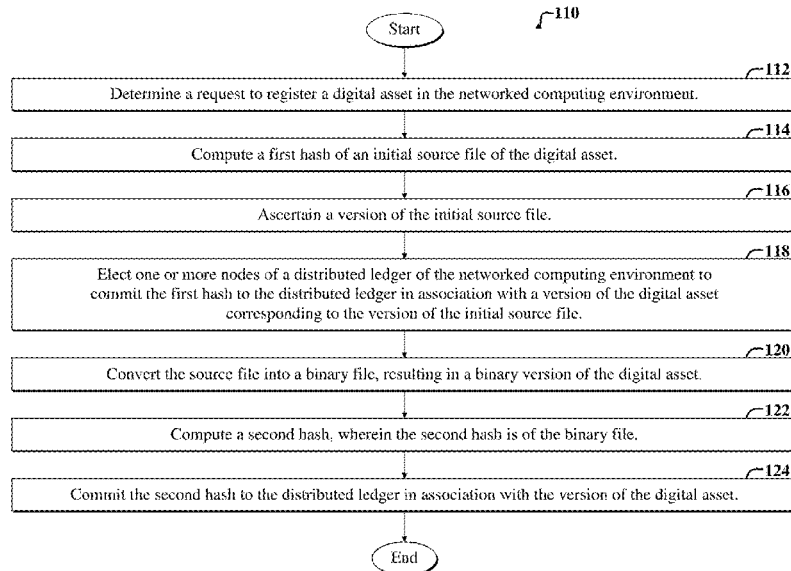 110
Start
112
Determine a request to register a digital asset in the networked computing environment.
114
Compute a first hash of an initial source file of the digital asset.
116
Ascertain a version of the initial source file.
118
Elect one or more nodes of a distributed ledger of the networked computing environment to
commit the first hash to the distributed ledger in association with a version of the digital asset
corresponding to the version of the initial source file.
120
Convert the source file into a binary file, resulting in a binary version of the digital asset.
122
Compute a second hash, wherein the second hash is of the binary file.
124
Commit the second hash to the distributed ledger in association with the version of the digital asset.
End